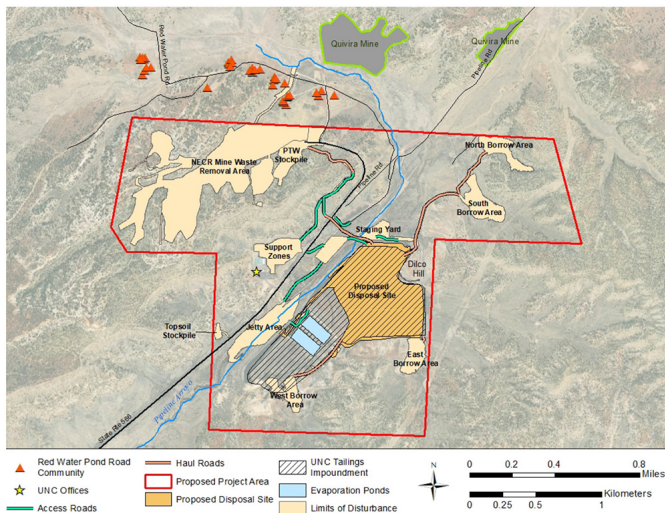 Quivira Mine
Quivira Mine
Red Water Pond Rd
Pipeline Rd
NECR Mine Waste
Removal Area
PTW
Stockpile
North Borrow Area
Pipeline Rd
South
Borrow Area
Staging Yard
Support
Zones
Dilco
Hill
Proposed
Disposal Site
Topsoil
Stockpile
Jetty Area
East
Borrow Area
West Borrow
Area
Pipeline Arroyo
State Rte 566
Red Water Pond Road
Community
UNC Offices
Access Roads
Haul Roads
Proposed Project Area
Proposed Disposal Site
UNC Tailings
Impoundment
Evaporation Ponds
Limits of Disturbance
N
0 0.2 0.4 0.8
Miles
Kilometers
0 0.25 0.5 1